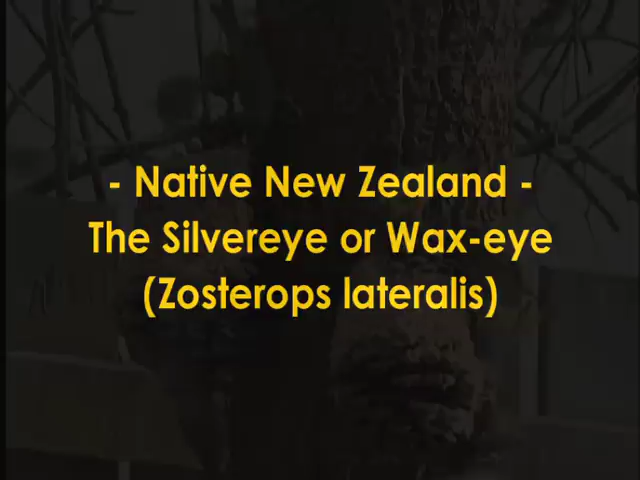 - Native New Zealand -
The Silvereye or Wax-eye
(Zosterops lateralis)